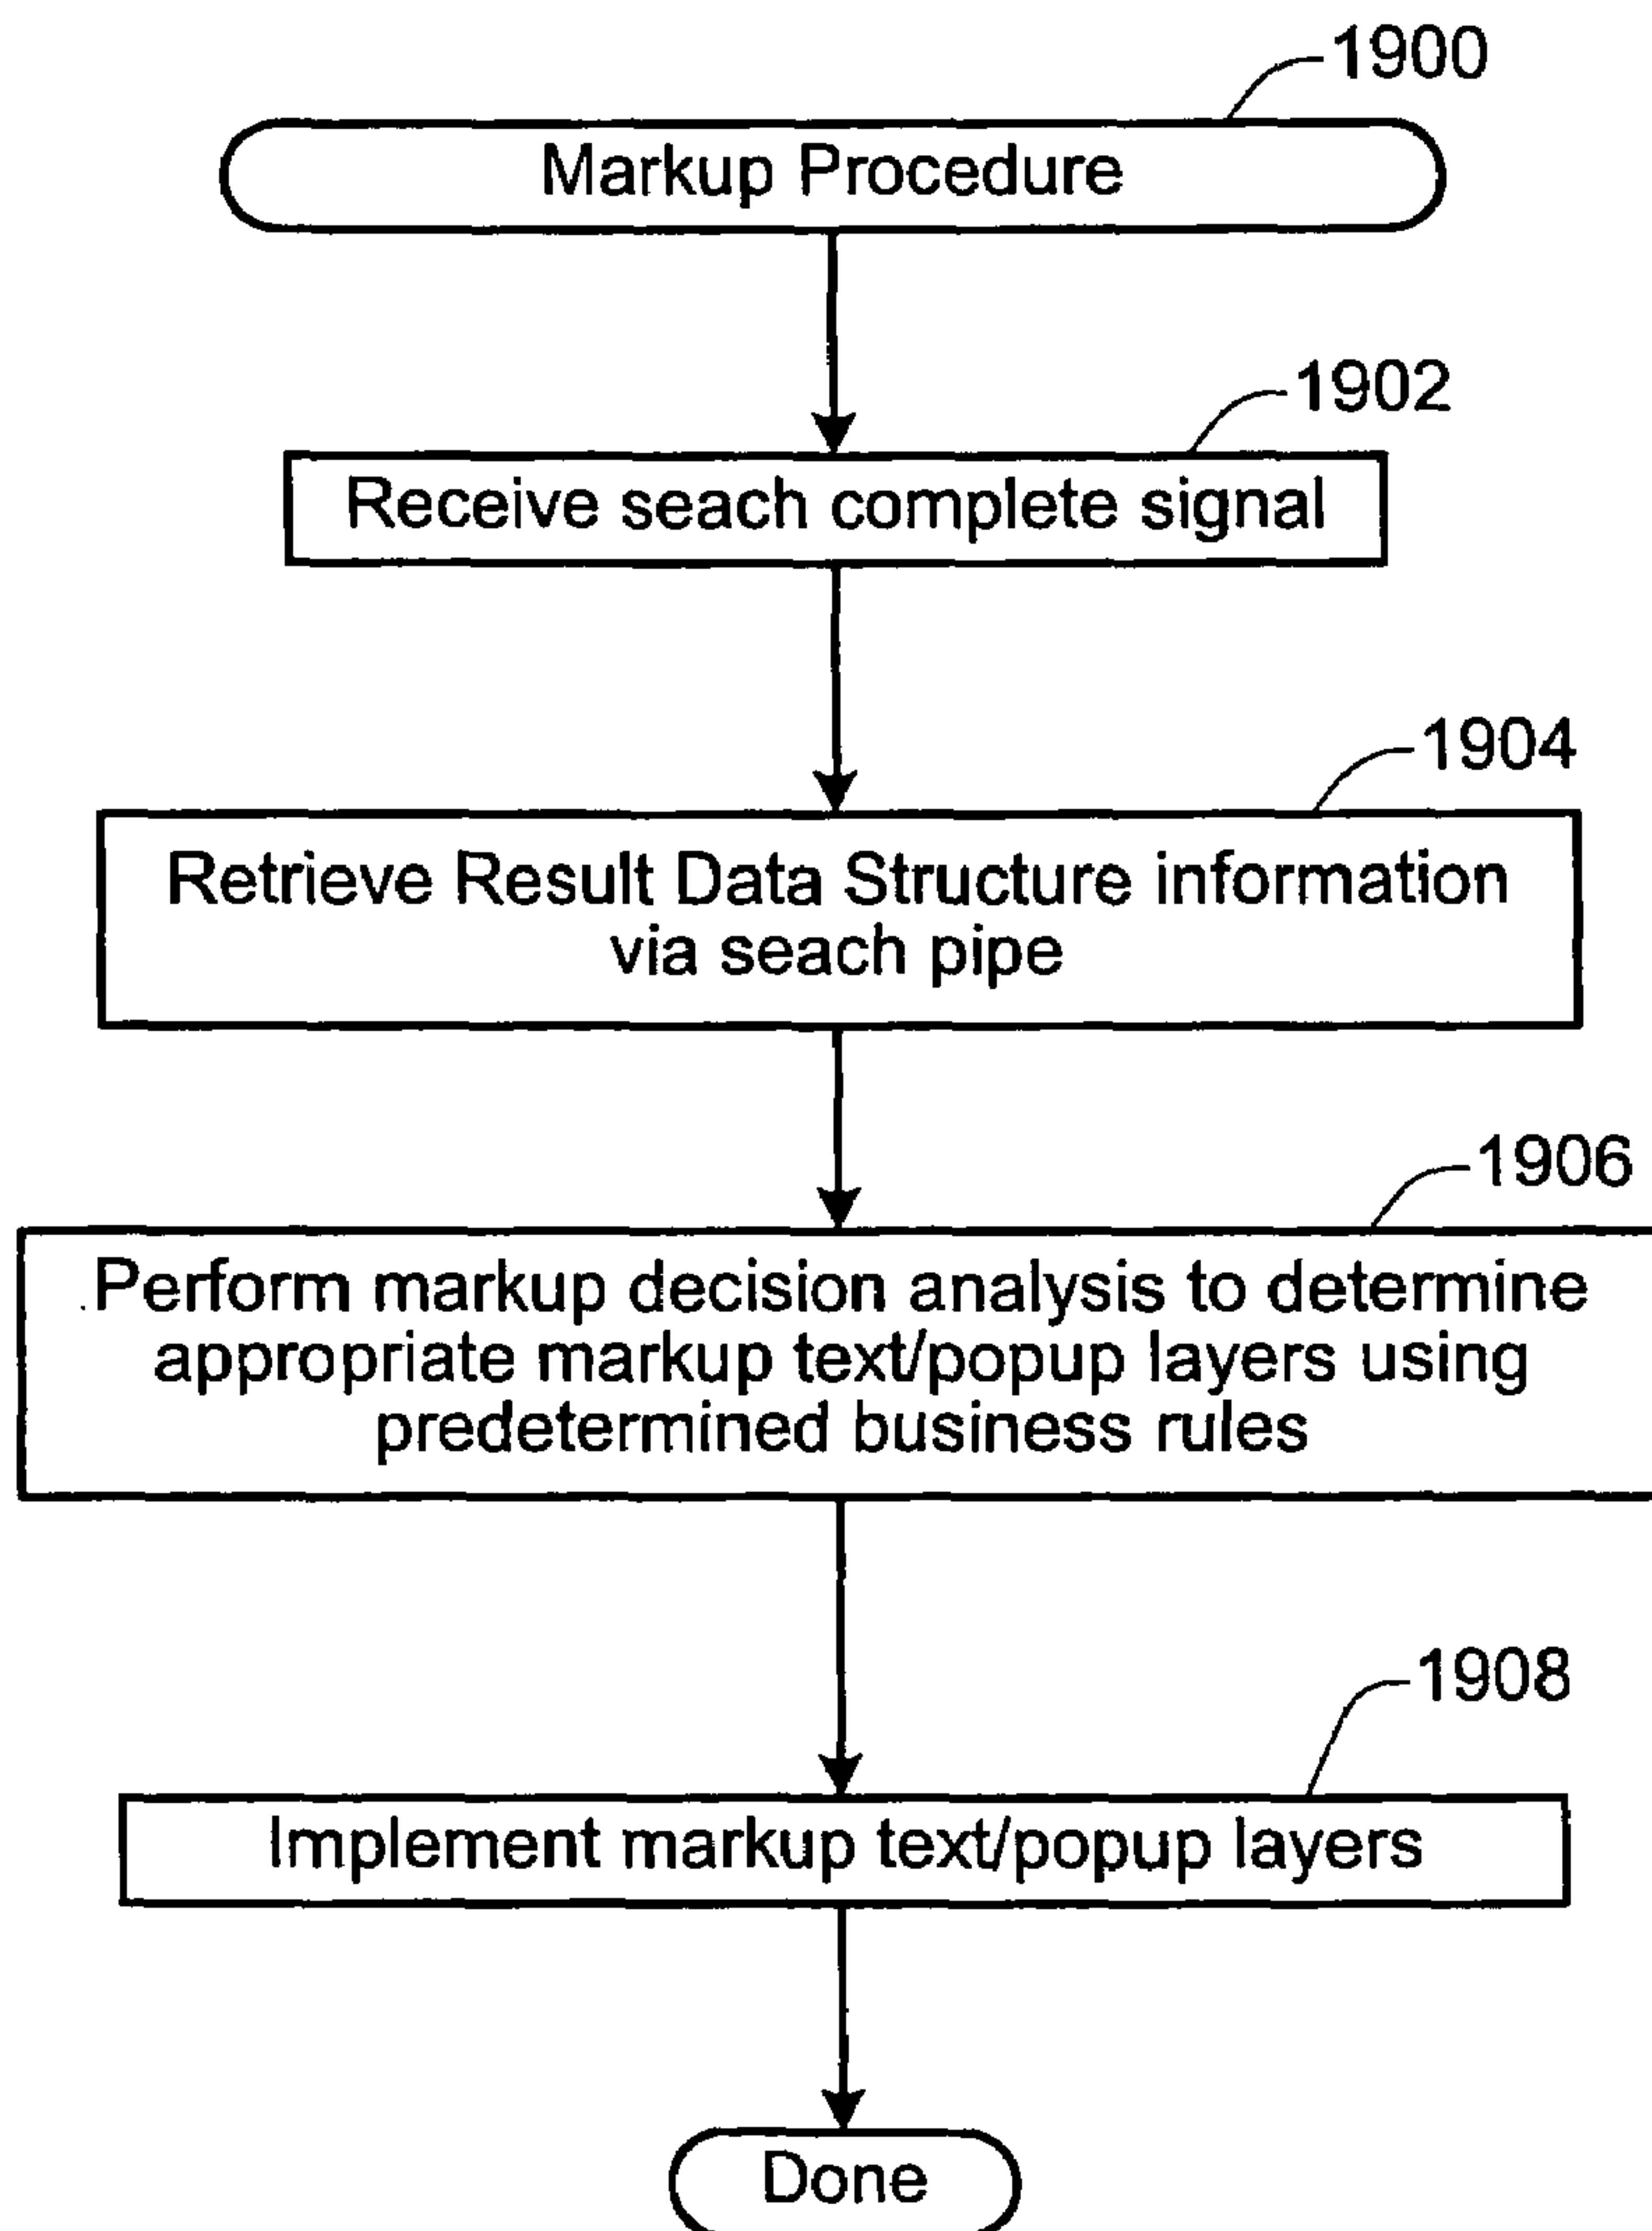 1900
Markup Procedure
1902
Receive seach complete signal
1904
Retrieve Result Data Structure information
via seach pipe
1906
Perform markup decision analysis to determine
appropriate markup text/popup layers using
predetermined business rules
1908
Implement markup text/popup layers
Done